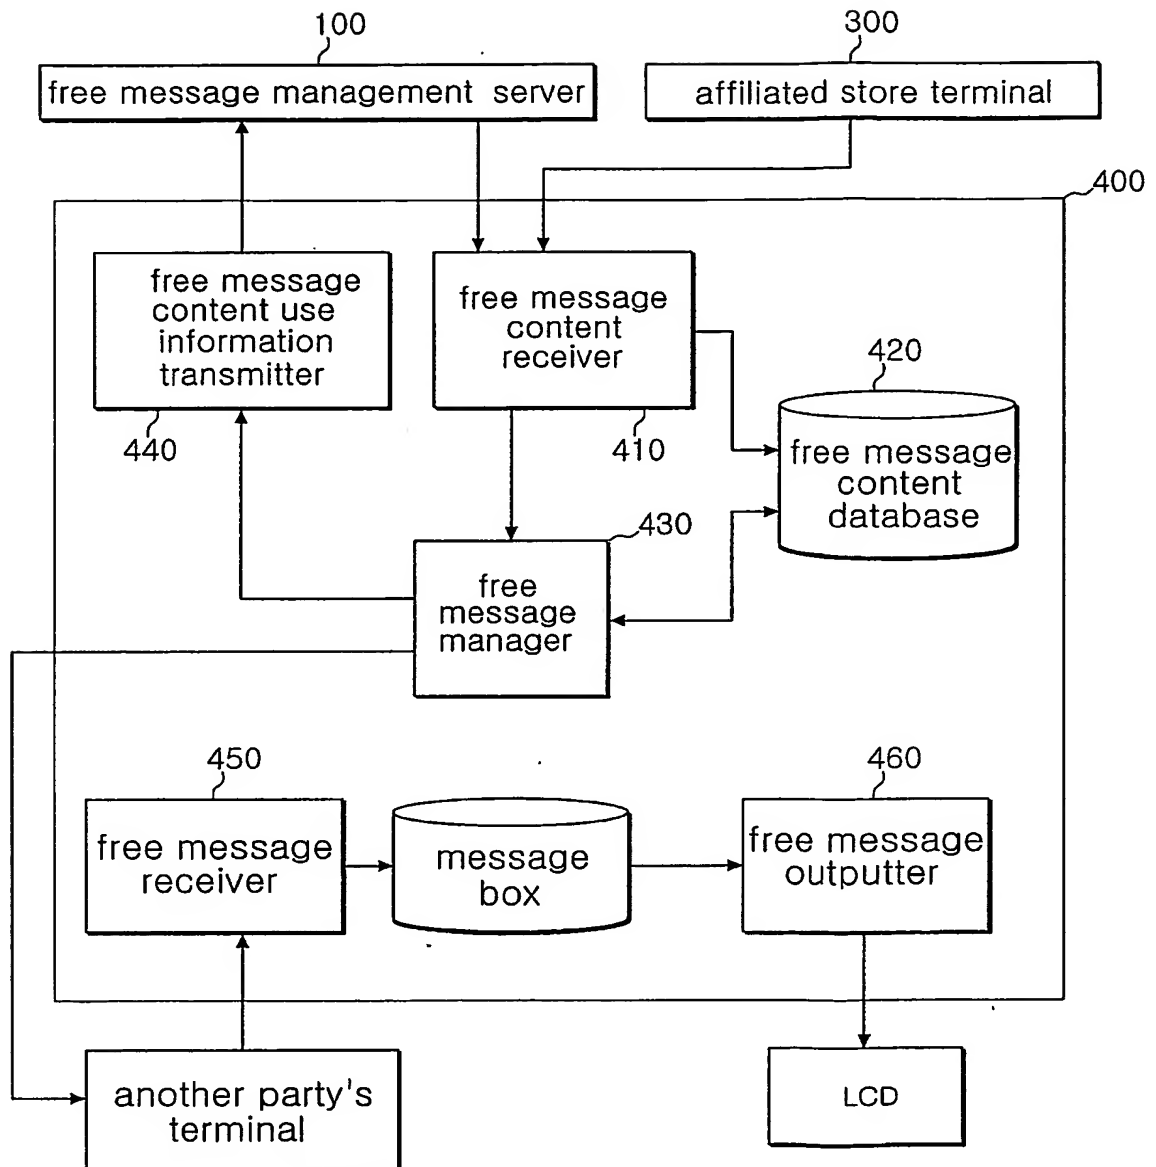 100
300
free message management server
affiliated store terminal
400
free message
content use
information
transmitter
free message
content
receiver
420
440
410
free message
content
database
430
free
message
manager
450
460
free message
receiver
message
box
free message
outputter
another party's
terminal
LCD